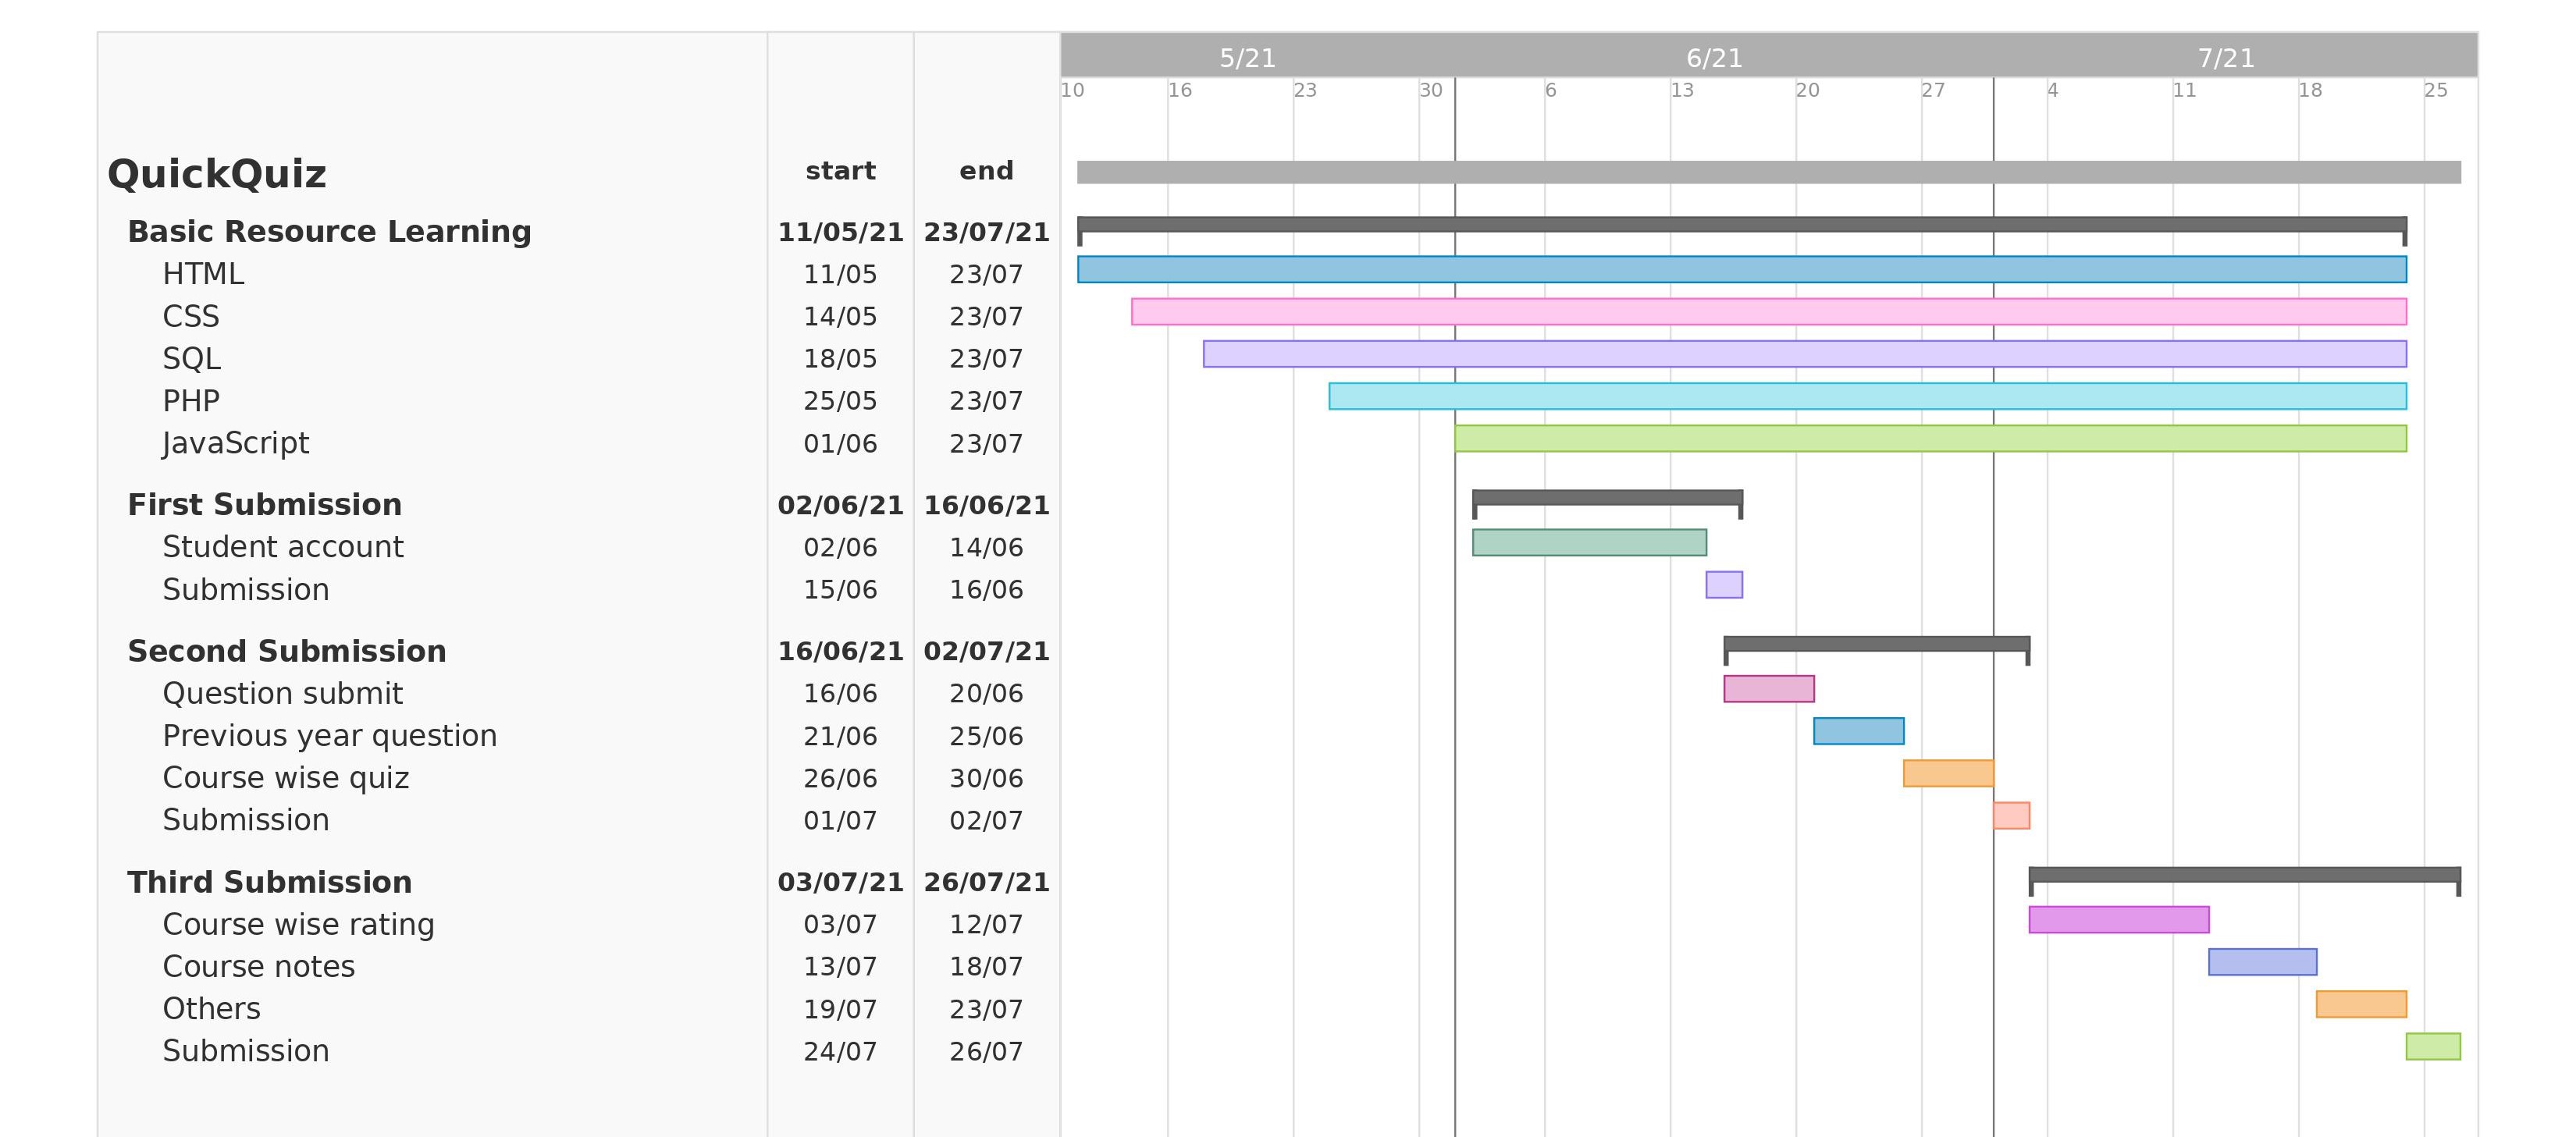 5/21 6/21 7/21
10 16 23 30 6 13 20 27 4 11 18 25
QuickQuiz start end
Basic Resource Learning 11/05/21 23/07/21
HTML 11/05 23/07
CSS 14/05 23/07
SQL 18/05 23/07
PHP 25/05 23/07
JavaScript 01/06 23/07
First Submission 02/06/21 16/06/21
Student account 02/06 14/06
Submission 15/06 16/06
Second Submission 16/06/21 02/07/21
Question submit 16/06 20/06
Previous year question 21/06 25/06
Course wise quiz 26/06 30/06
Submission 01/07 02/07
Third Submission 03/07/21 26/07/21
Course wise rating 03/07 12/07
Course notes 13/07 18/07
Others 19/07 23/07
Submission 24/07 26/07